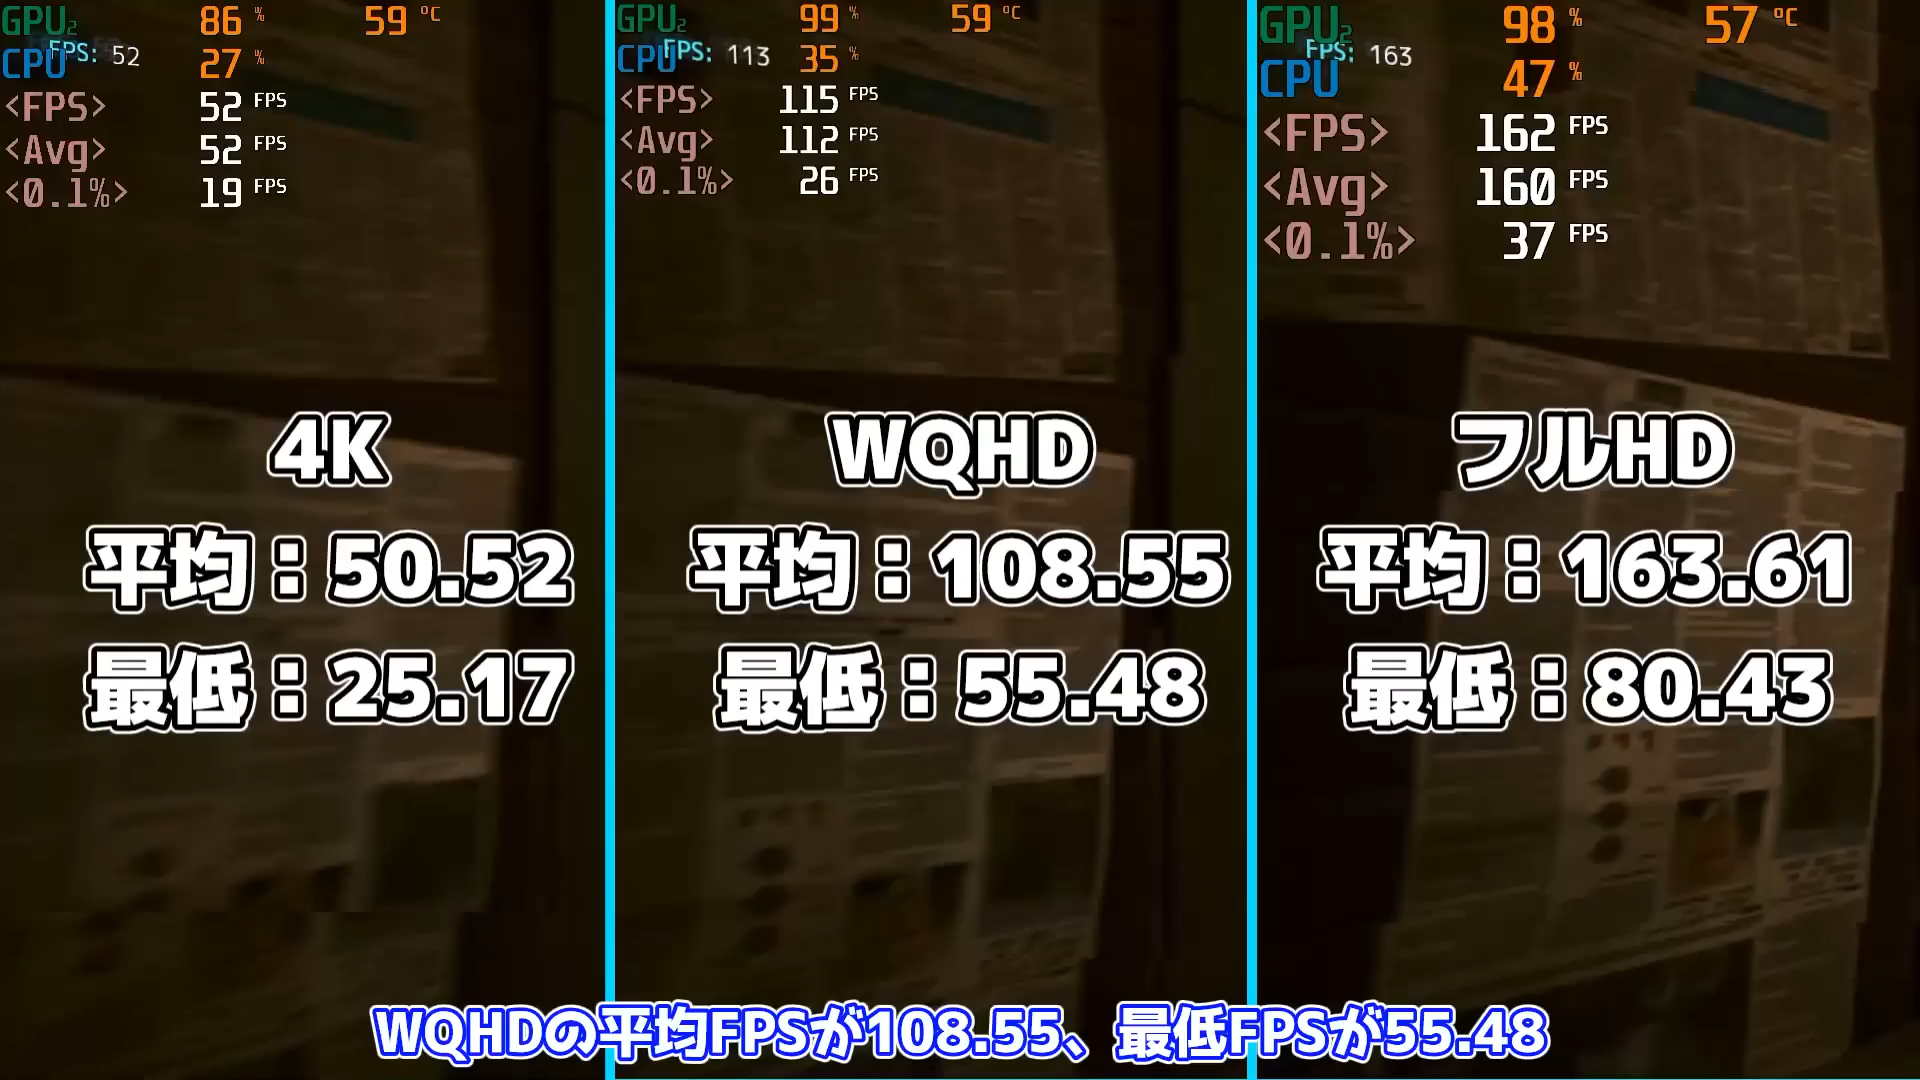 GPU2 86 % 59 °C
FPS: 52
CPU 27 %
<FPS> 52 FPS
<Avg> 52 FPS
<0.1%> 19 FPS
4K
平均：50.52
最低：25.17
GPU2 99 % 59 °C
FPS: 113
CPU 35 %
<FPS> 115 FPS
<Avg> 112 FPS
<0.1%> 26 FPS
WQHD
平均：108.55
最低：55.48
GPU2 98 % 57 °C
FPS: 163
CPU 47 %
<FPS> 162 FPS
<Avg> 160 FPS
<0.1%> 37 FPS
フルHD
平均：163.61
最低：80.43
WQHDの平均FPSが108.55、最低FPSが55.48